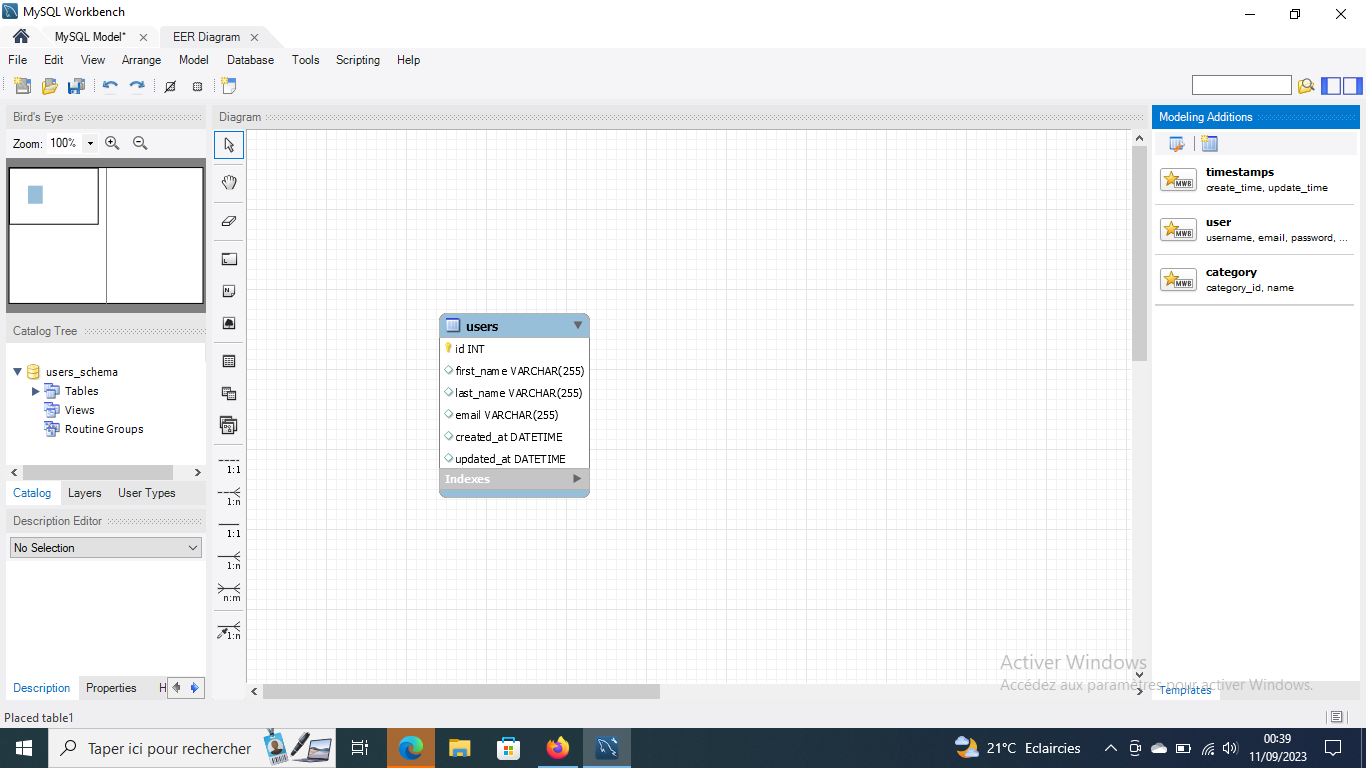 MySQL Workbench
MySQL Model*
EER Diagram
File Edit View Arrange Model Database Tools Scripting Help
Bird's Eye
Zoom: 100%
Catalog Tree
users_schema
Tables
Views
Routine Groups
Catalog Layers User Types
Description Editor
No Selection
Description Properties H
Placed table1
Diagram
1:1
1:n
1:1
1:n
n:m
1:n
users
id INT
first_name VARCHAR(255)
last_name VARCHAR(255)
email VARCHAR(255)
created_at DATETIME
updated_at DATETIME
Indexes
Modeling Additions
MWB
timestamps
create_time, update_time
MWB
user
username, email, password, ...
MWB
category
category_id, name
Templates
Activer Windows
Accédez aux paramètres pour activer Windows.
Taper ici pour rechercher
21°C Eclaircies
00:39
11/09/2023